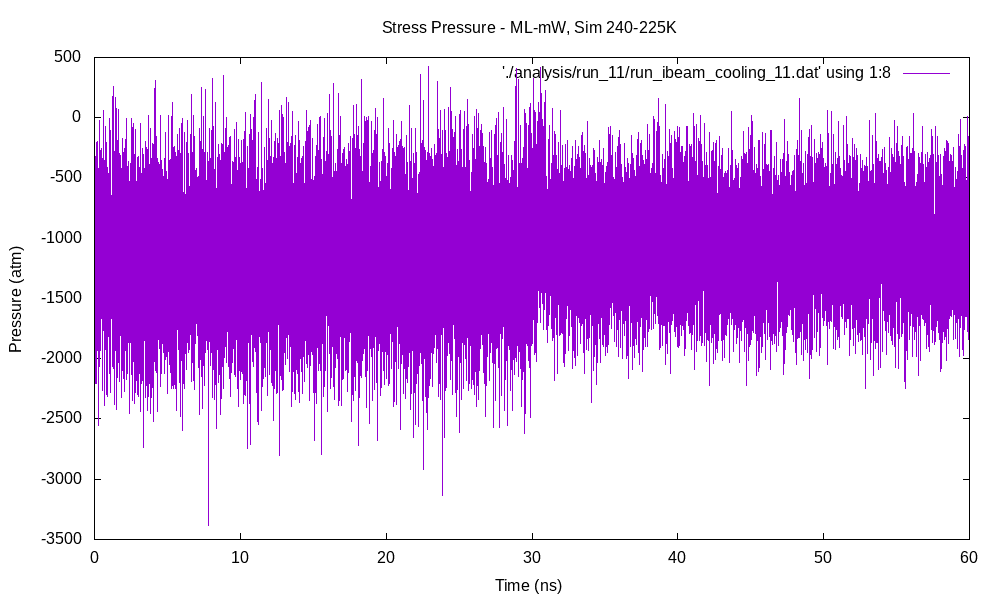 Stress Pressure - ML-mW, Sim 240-225K
'./analysis/run_11/run_ibeam_cooling_11.dat' using 1:8
500
0
-500
-1000
-1500
-2000
-2500
-3000
-3500
Pressure (atm)
0 10 20 30 40 50 60
Time (ns)